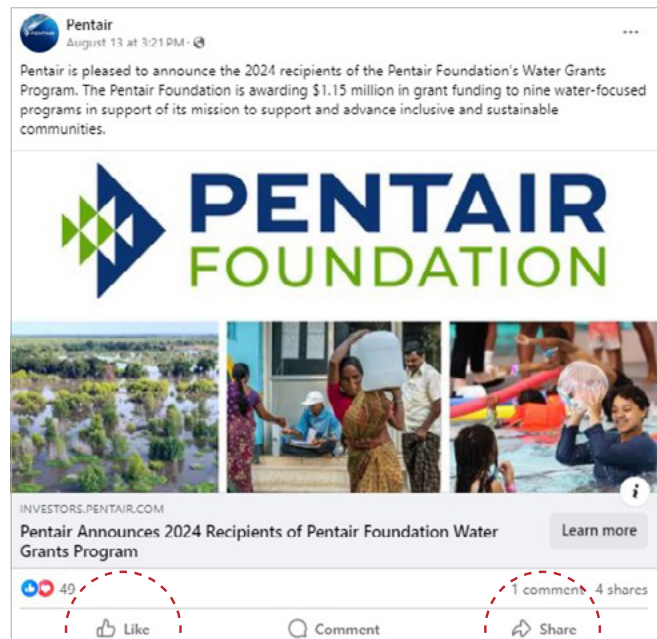 Pentair
August 13 at 3:21 PM ·
Pentair is pleased to announce the 2024 recipients of the Pentair Foundation's Water Grants
Program. The Pentair Foundation is awarding $1.15 million in grant funding to nine water-focused
programs in support of its mission to support and advance inclusive and sustainable
communities.
PENTAIR
FOUNDATION
INVESTORS.PENTAIR.COM
Pentair Announces 2024 Recipients of Pentair Foundation Water
Grants Program
Learn more
49
1 comment 4 shares
Like
Comment
Share